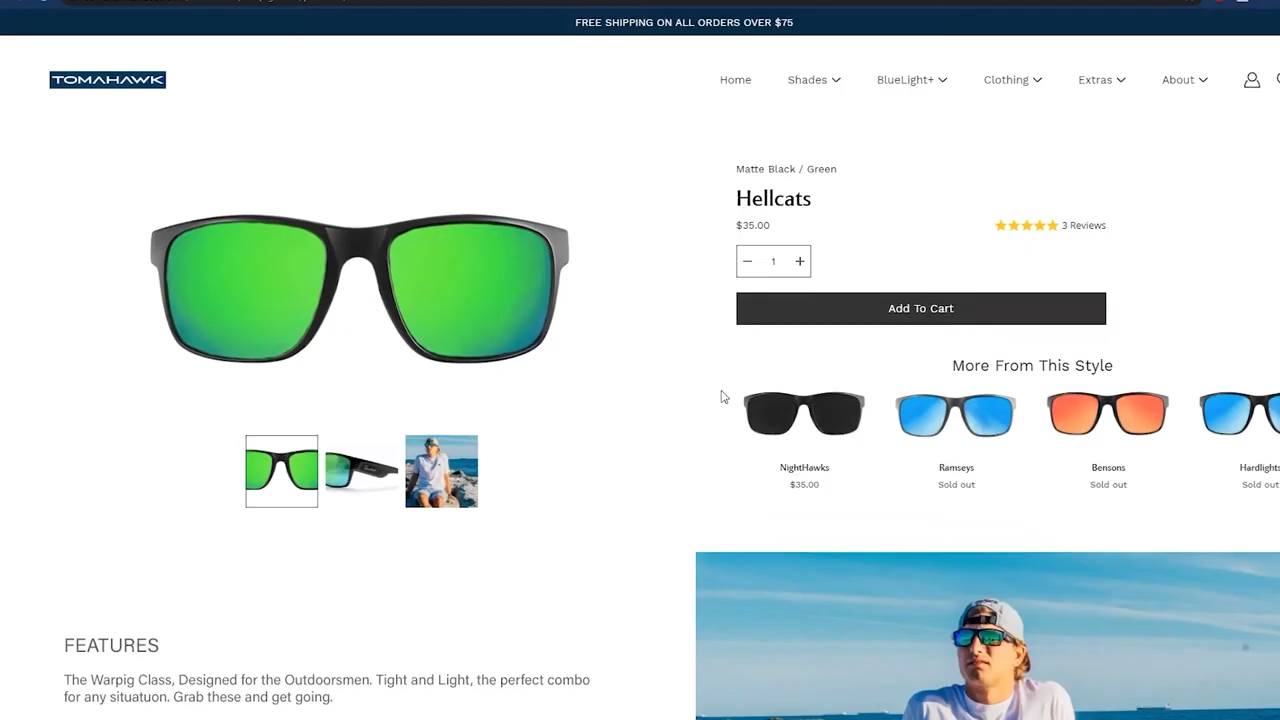 FREE SHIPPING ON ALL ORDERS OVER $75
TOMAHAWK
Home
Shades
BlueLight+
Clothing
Extras
About
Matte Black / Green
Hellcats
$35.00
3 Reviews
1
Add To Cart
More From This Style
NightHawks
$35.00
Ramseys
Sold out
Bensons
Sold out
Hardlights
Sold out
FEATURES
The Warpig Class, Designed for the Outdoorsmen. Tight and Light, the perfect combo
for any situatuon. Grab these and get going.